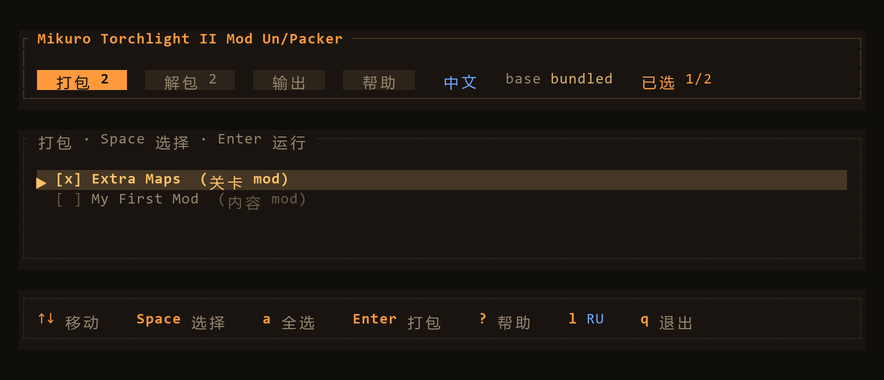 Mikuro Torchlight II Mod Un/Packer
打包 2 解包 2 输出 帮助 中文 base bundled 已选 1/2
打包 · Space 选择 · Enter 运行
▶ [x] Extra Maps (关卡 mod)
[ ] My First Mod (内容 mod)
↑↓ 移动 Space 选择 a 全选 Enter 打包 ? 帮助 l RU q 退出